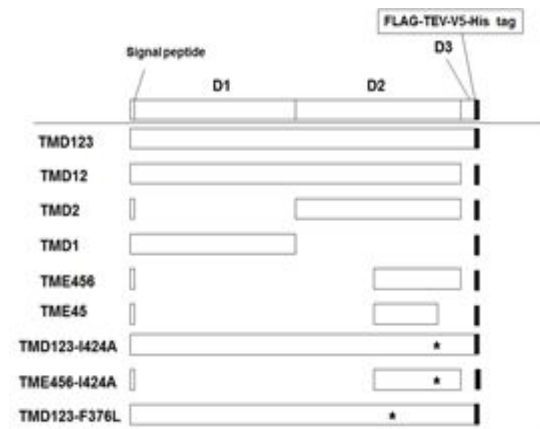 FLAG-TEV-V5-His tag
D3
Signal peptide
D1 D2
TMD123
TMD12
TMD2
TMD1
TME456
TME45
TMD123-I424A *
TME456-I424A *
TMD123-F376L *